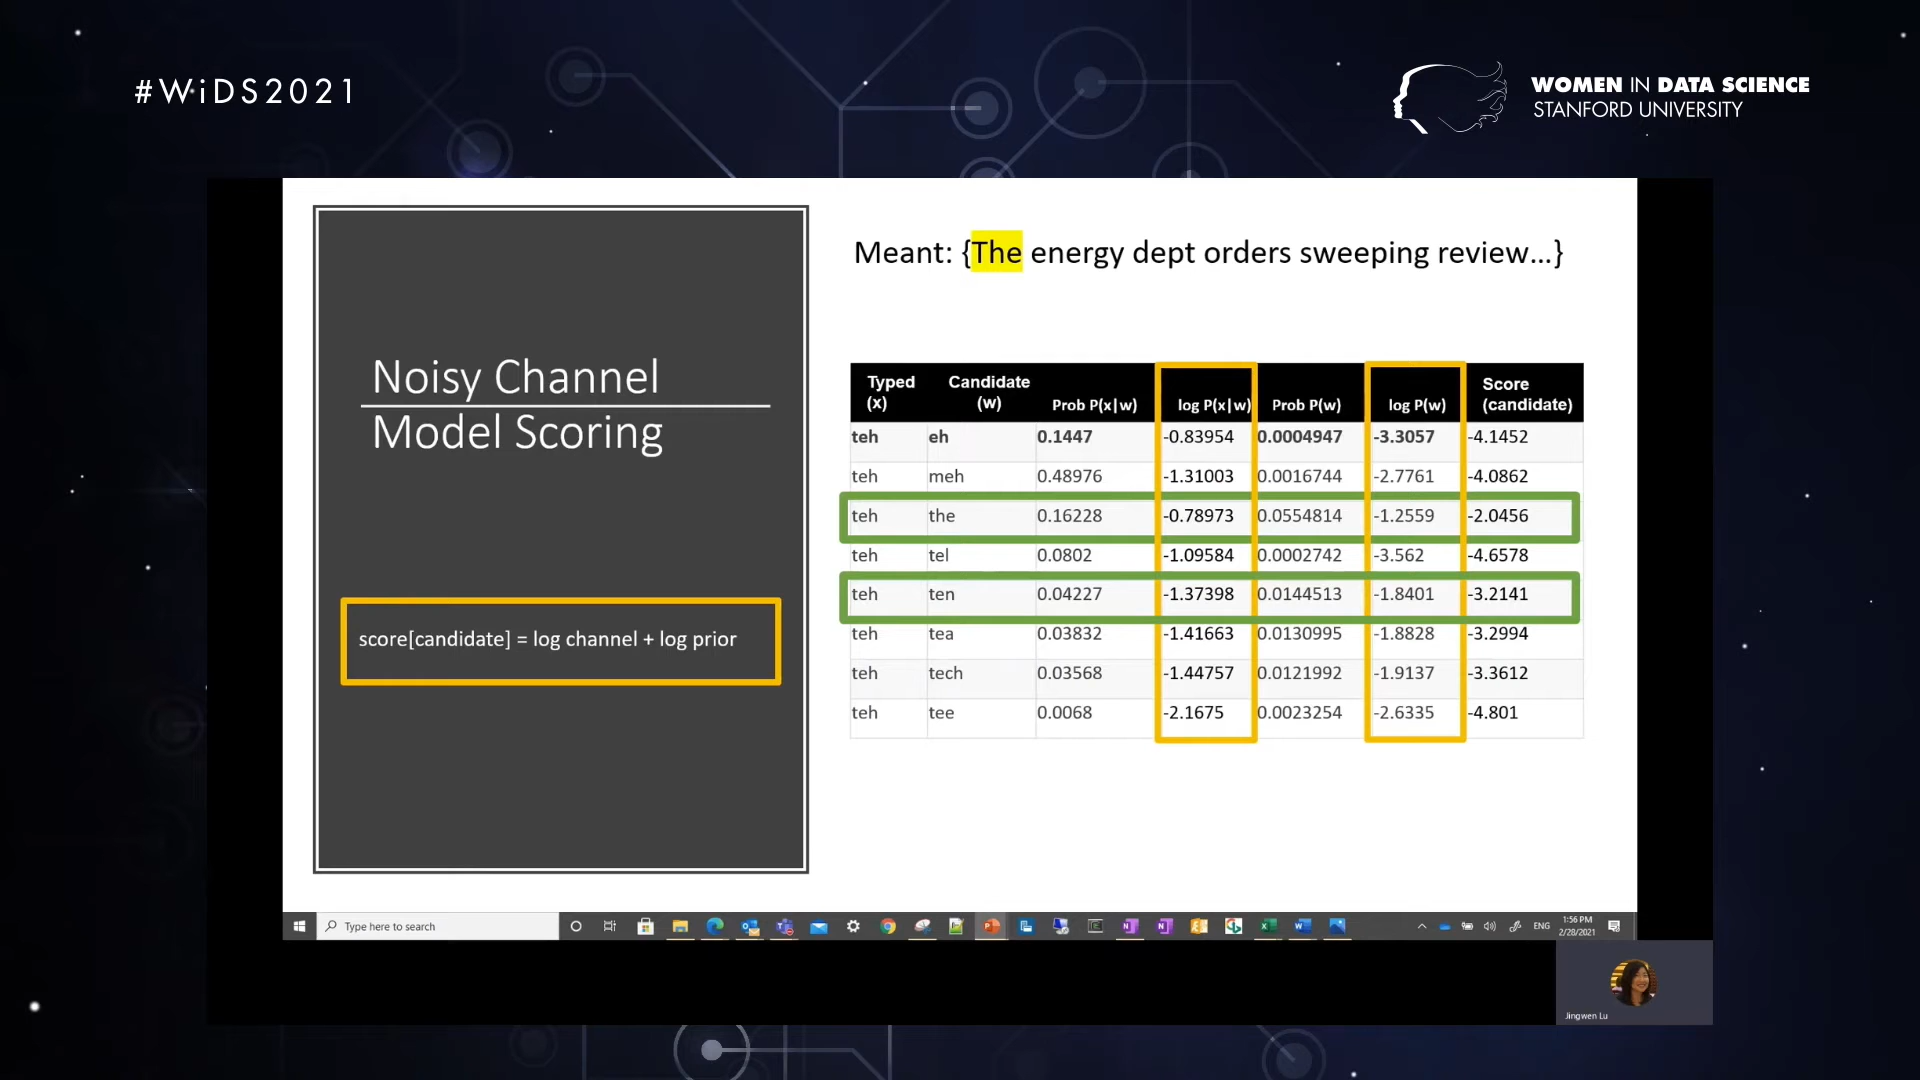 #WiDS2021
WOMEN IN DATA SCIENCE
STANFORD UNIVERSITY
Noisy Channel
Model Scoring
score[candidate] = log channel + log prior
Meant: {The energy dept orders sweeping review...}
Typed (x) Candidate (w) Prob P(x|w) log P(x|w) Prob P(w) log P(w) Score (candidate)
teh eh 0.1447 -0.83954 0.0004947 -3.3057 -4.1452
teh meh 0.48976 -1.31003 0.0016744 -2.7761 -4.0862
teh the 0.16228 -0.78973 0.0554814 -1.2559 -2.0456
teh tel 0.0802 -1.09584 0.0002742 -3.562 -4.6578
teh ten 0.04227 -1.37398 0.0144513 -1.8401 -3.2141
teh tea 0.03832 -1.41663 0.0130995 -1.8828 -3.2994
teh tech 0.03568 -1.44757 0.0121992 -1.9137 -3.3612
teh tee 0.0068 -2.1675 0.0023254 -2.6335 -4.801
Type here to search
ENG
1:56 PM
2/28/2021
Jingwen Lu